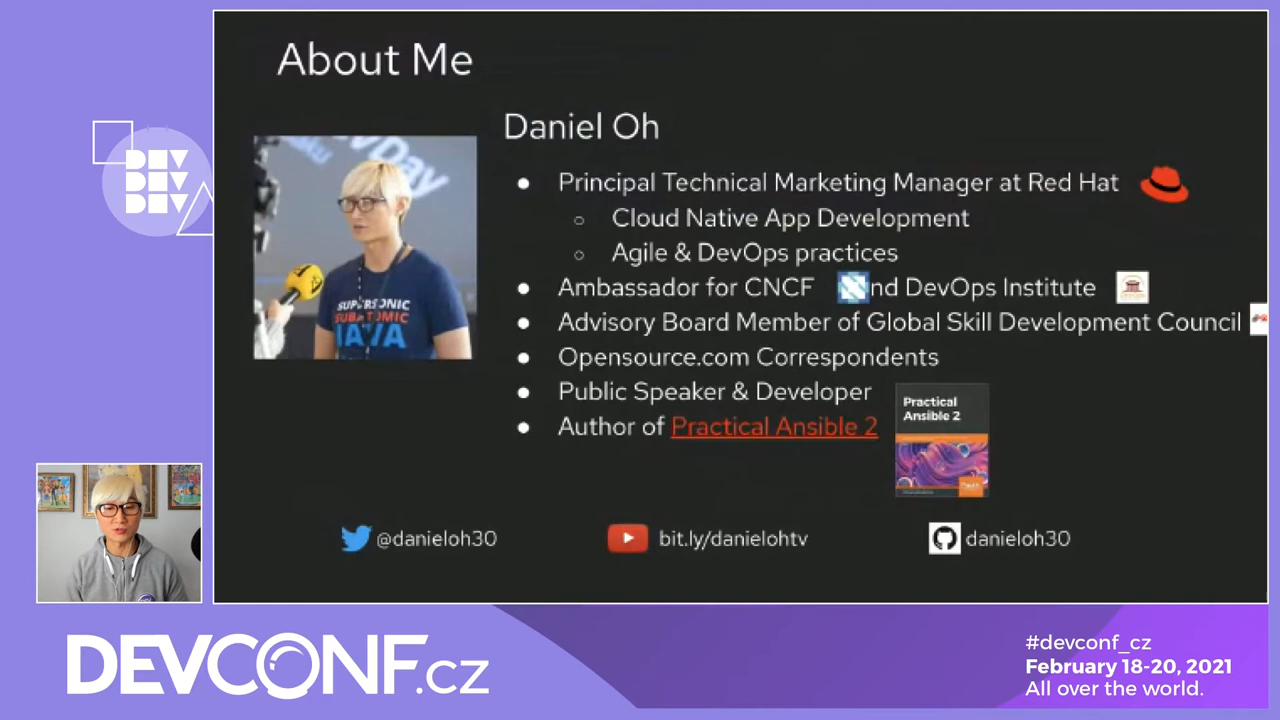 About Me
Daniel Oh
Principal Technical Marketing Manager at Red Hat
Cloud Native App Development
Agile & DevOps practices
Ambassador for CNCF nd DevOps Institute
Advisory Board Member of Global Skill Development Council
Opensource.com Correspondents
Public Speaker & Developer
Author of Practical Ansible 2
Practical
Ansible 2
SUPERSONIC
SUBATOMIC
JAVA
DEV
DEV
DEV
@danieloh30
bit.ly/danielohtv
danieloh30
DEVCONF.cz
#devconf_cz
February 18-20, 2021
All over the world.